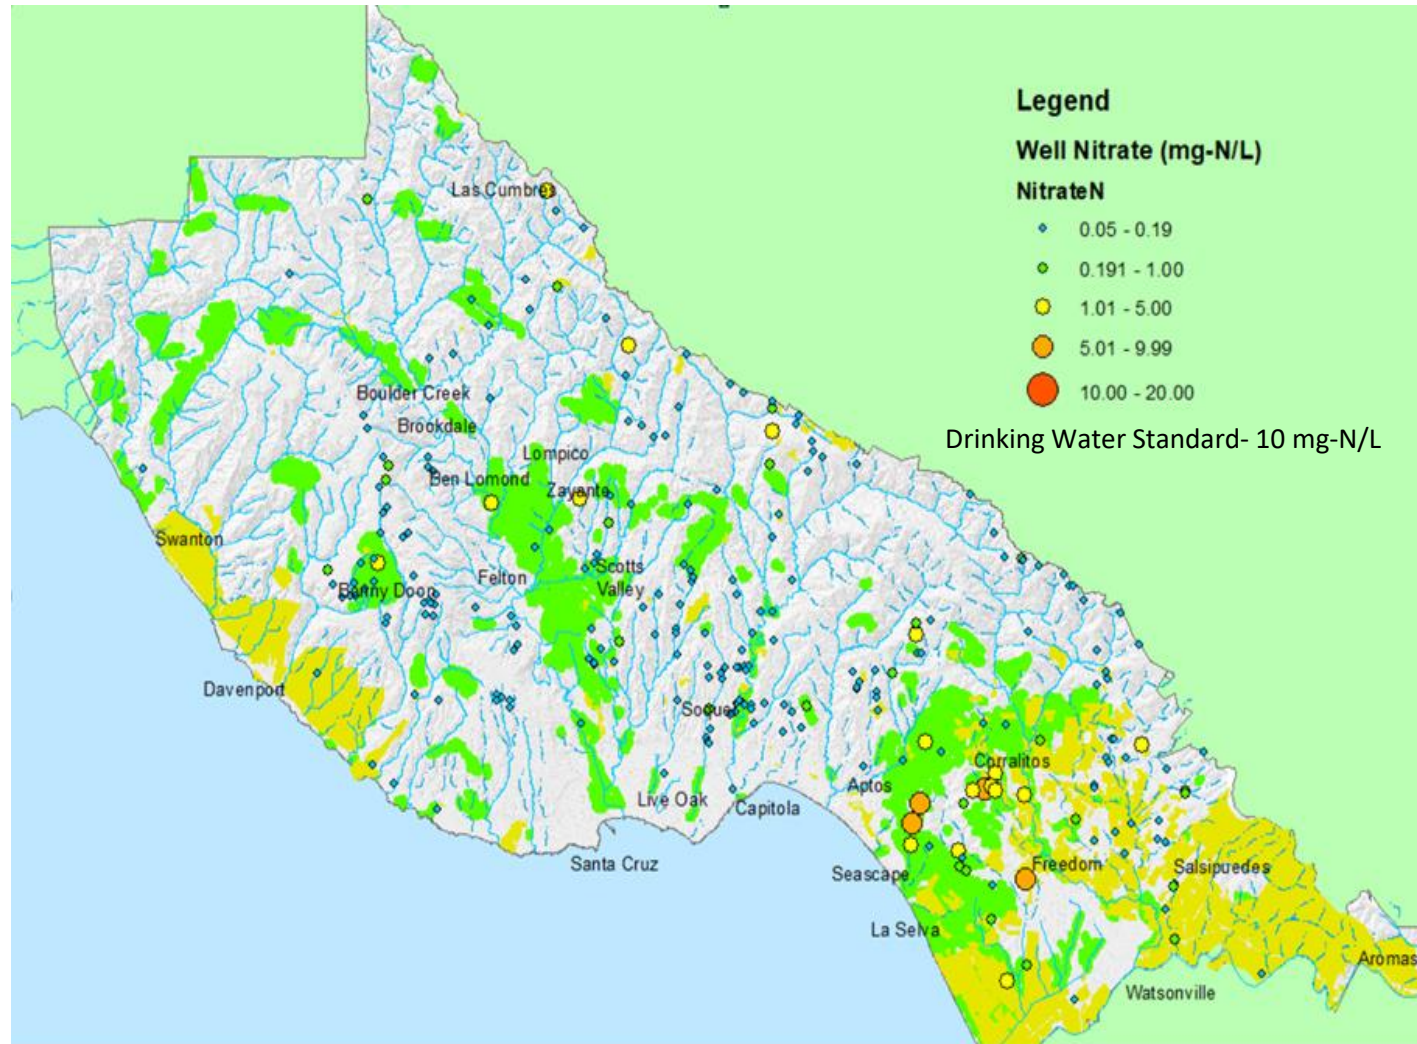 Legend
Well Nitrate (mg-N/L)
NitrateN
0.05 - 0.19
0.191 - 1.00
1.01 - 5.00
5.01 - 9.99
10.00 - 20.00
Drinking Water Standard- 10 mg-N/L
Las Cumbres
Boulder Creek
Brookdale
Lompico
Ben Lomond
Zayante
Swanton
Felton
Scotts
Valley
Bonny Doon
Davenport
Soquel
Corralitos
Aptos
Live Oak
Capitola
Santa Cruz
Seascape
Freedom
Salsipuedes
La Selva
Aromas
Watsonville